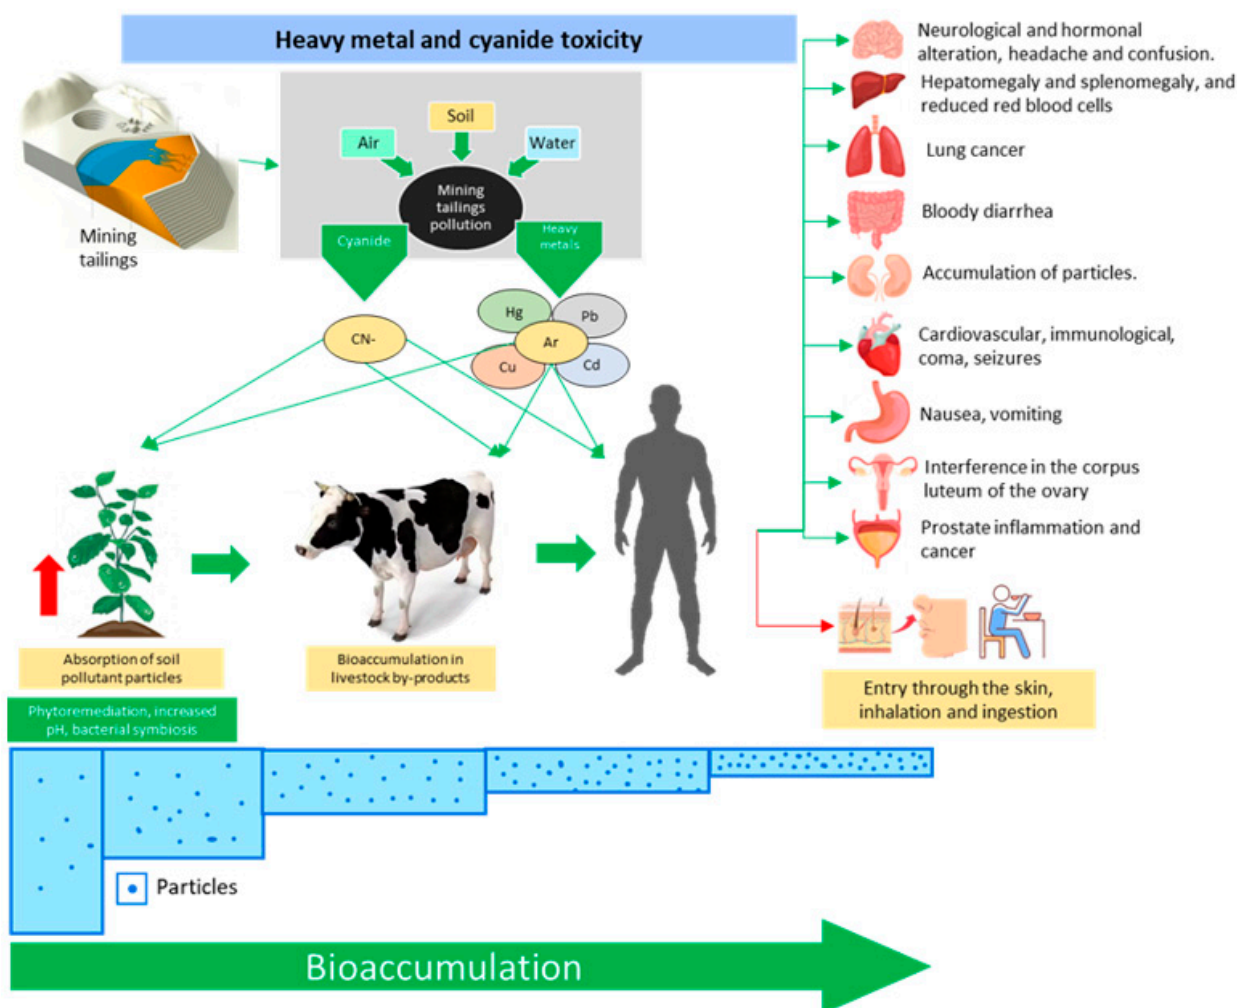 Heavy metal and cyanide toxicity
Mining
tailings
Air
Soil
Water
Mining
tailings
pollution
Cyanide
Heavy
metals
CN-
Hg
Pb
Ar
Cu
Cd
Neurological and hormonal
alteration, headache and confusion.
Hepatomegaly and splenomegaly, and
reduced red blood cells
Lung cancer
Bloody diarrhea
Accumulation of particles.
Cardiovascular, immunological,
coma, seizures
Nausea, vomiting
Interference in the corpus
luteum of the ovary
Prostate inflammation and
cancer
Entry through the skin,
inhalation and ingestion
Absorption of soil
pollutant particles
Phytoremediation, increased
pH, bacterial symbiosis
Bioaccumulation in
livestock by-products
Particles
Bioaccumulation